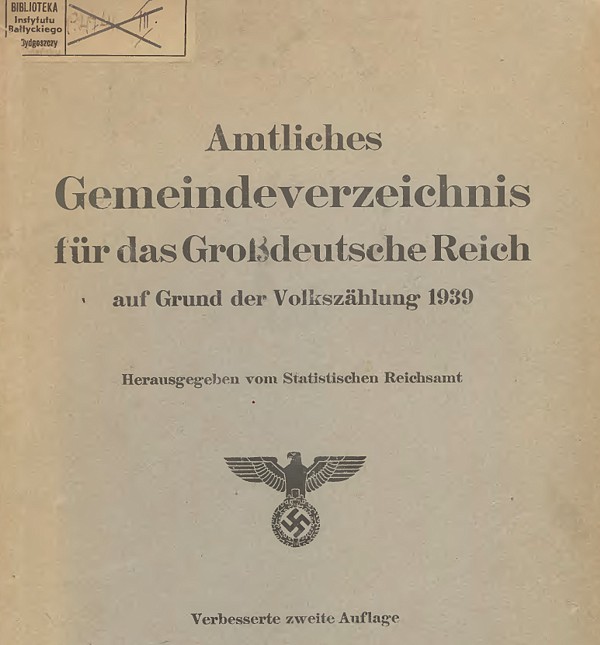 BIBLIOTEKA
Instytutu
Bałtyckiego
Bydgoszczy
Amtliches
Gemeindeverzeichnis
für das Großdeutsche Reich
auf Grund der Volkszählung 1939
Herausgegeben vom Statistischen Reichsamt
Verbesserte zweite Auflage